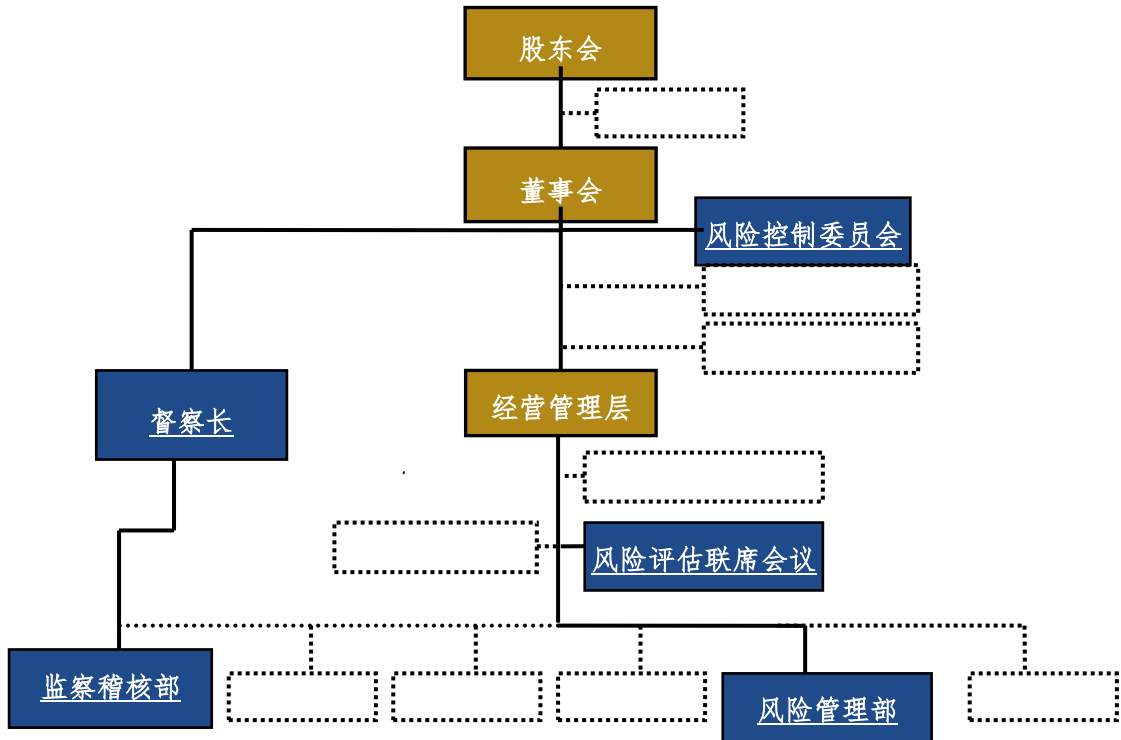 股东会
董事会
风险控制委员会
督察长
经营管理层
风险评估联席会议
监察稽核部
风险管理部